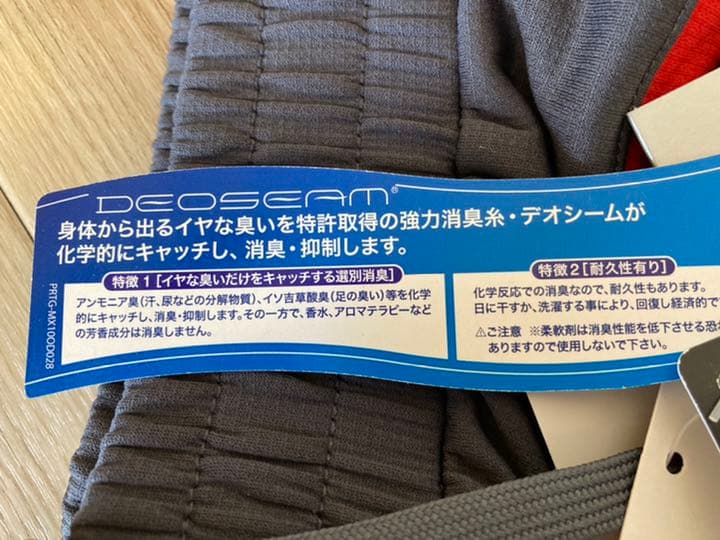 DEOSEAM®
身体から出るイヤな臭いを特許取得の強力消臭糸・デオシームが
化学的にキャッチし、消臭・抑制します。
特徴1[イヤな臭いだけをキャッチする選別消臭]
アンモニア臭(汗、尿などの分解物質)、イソ吉草酸臭(足の臭い)等を化学
的にキャッチし、消臭・抑制します。その一方で、香水、アロマテラピーなど
の芳香成分は消臭しません。
特徴2[耐久性有り]
化学反応での消臭なので、耐久性もあります。
日に干すか、洗濯する事により、回復し経済的で
⚠ご注意 ※柔軟剤は消臭性能を低下させる恐
ありますので使用しないで下さい。
PRTG-MX100D028